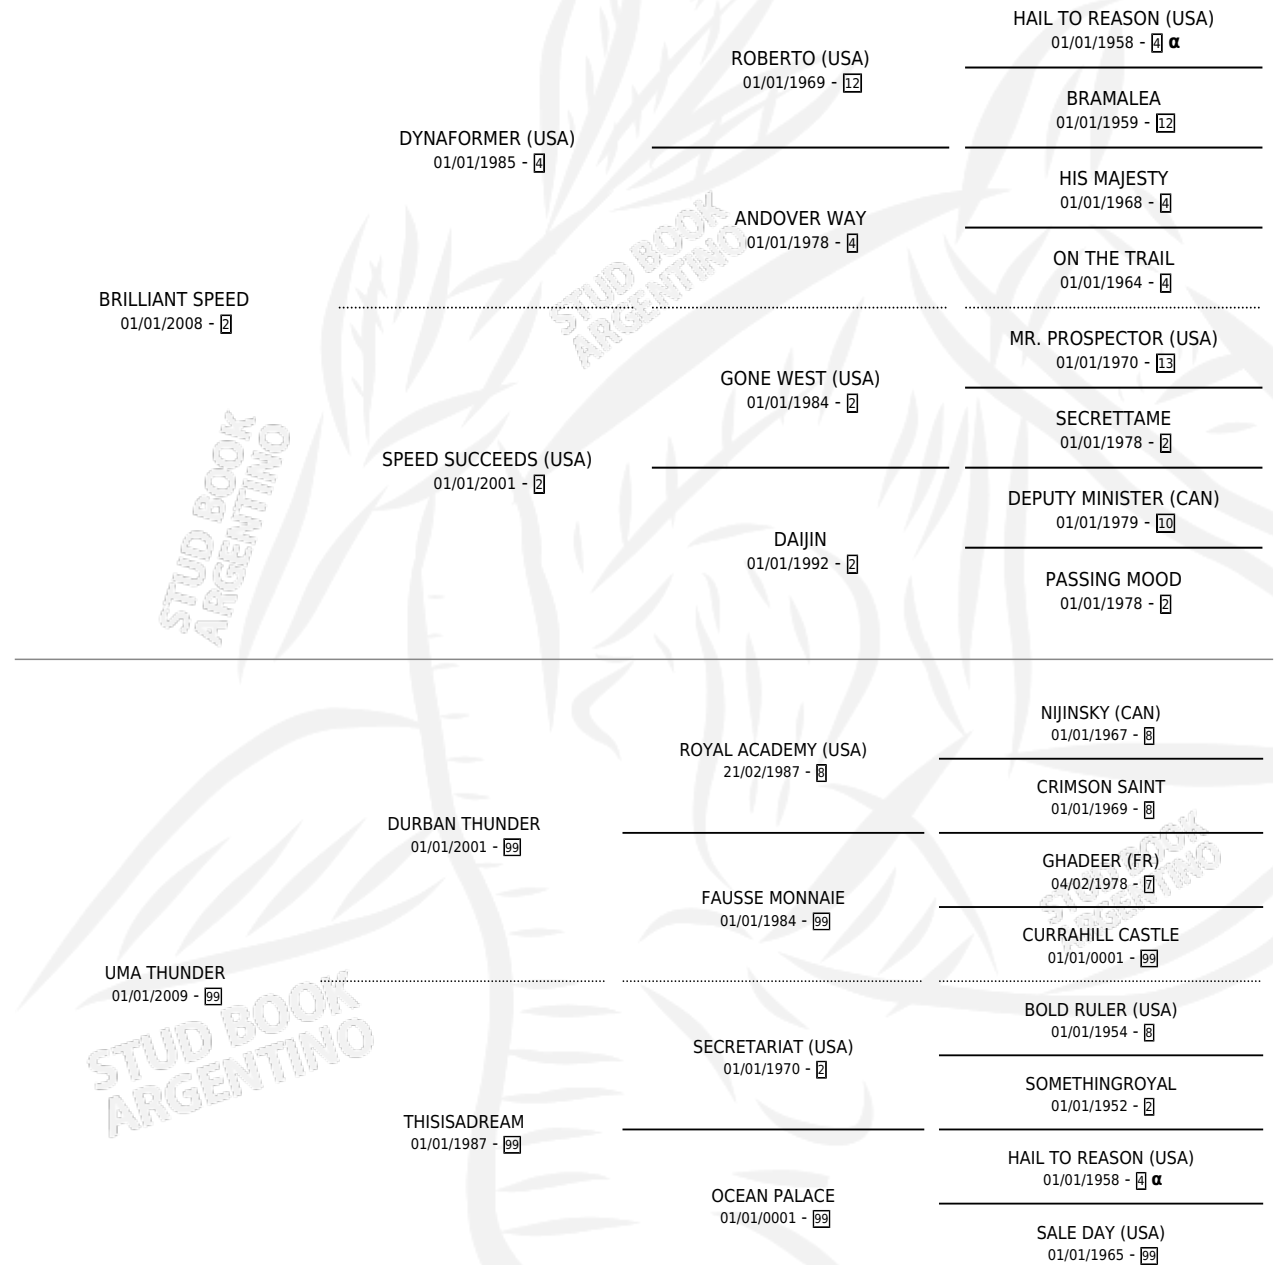 HAIL TO REASON (USA)
01/01/1958 - 4 α
ROBERTO (USA)
01/01/1969 - 12
BRAMALEA
01/01/1959 - 12
DYNAFORMER (USA)
01/01/1985 - 4
HIS MAJESTY
01/01/1968 - 4
ANDOVER WAY
01/01/1978 - 4
ON THE TRAIL
01/01/1964 - 4
BRILLIANT SPEED
01/01/2008 - 2
MR. PROSPECTOR (USA)
01/01/1970 - 13
GONE WEST (USA)
01/01/1984 - 2
SECRETTAME
01/01/1978 - 2
SPEED SUCCEEDS (USA)
01/01/2001 - 2
DEPUTY MINISTER (CAN)
01/01/1979 - 10
DAIJIN
01/01/1992 - 2
PASSING MOOD
01/01/1978 - 2
NIJINSKY (CAN)
01/01/1967 - 8
ROYAL ACADEMY (USA)
21/02/1987 - 8
CRIMSON SAINT
01/01/1969 - 8
DURBAN THUNDER
01/01/2001 - 99
GHADEER (FR)
04/02/1978 - 7
FAUSSE MONNAIE
01/01/1984 - 99
CURRAHILL CASTLE
01/01/0001 - 99
UMA THUNDER
01/01/2009 - 99
BOLD RULER (USA)
01/01/1954 - 8
SECRETARIAT (USA)
01/01/1970 - 2
SOMETHINGROYAL
01/01/1952 - 2
THISISADREAM
01/01/1987 - 99
HAIL TO REASON (USA)
01/01/1958 - 4 α
OCEAN PALACE
01/01/0001 - 99
SALE DAY (USA)
01/01/1965 - 99
STUD BOOK
ARGENTINO
STUD BOOK
ARGENTINO
STUD BOOK
ARGENTINO
STUD BOOK
ARGENTINO